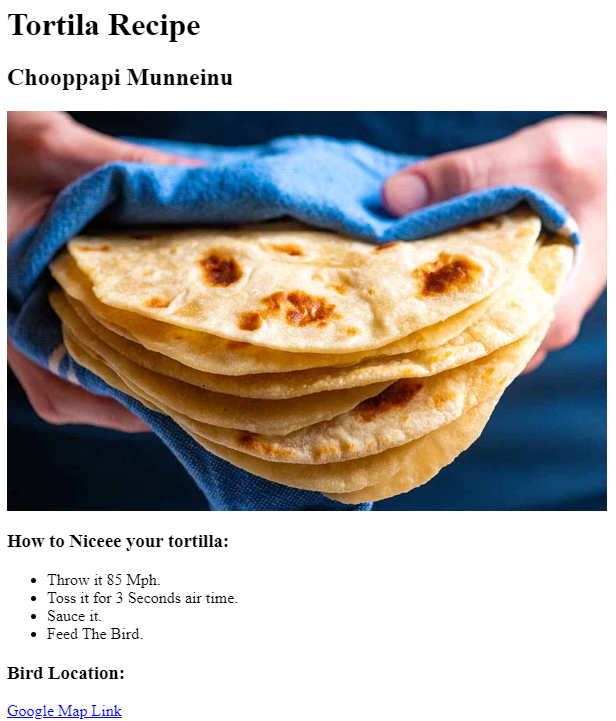 Tortila Recipe
Chooppapi Munneinu
How to Niceee your tortilla:
Throw it 85 Mph.
Toss it for 3 Seconds air time.
Sauce it.
Feed The Bird.
Bird Location:
Google Map Link